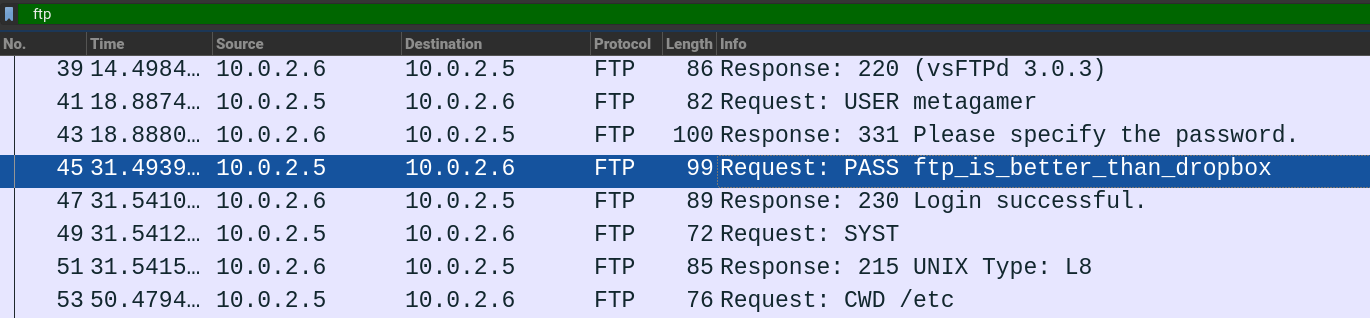 ftp
No. Time Source Destination Protocol Length Info
39 14.4984… 10.0.2.6 10.0.2.5 FTP 86 Response: 220 (vsFTPd 3.0.3)
41 18.8874… 10.0.2.5 10.0.2.6 FTP 82 Request: USER metagamer
43 18.8880… 10.0.2.6 10.0.2.5 FTP 100 Response: 331 Please specify the password.
45 31.4939… 10.0.2.5 10.0.2.6 FTP 99 Request: PASS ftp_is_better_than_dropbox
47 31.5410… 10.0.2.6 10.0.2.5 FTP 89 Response: 230 Login successful.
49 31.5412… 10.0.2.5 10.0.2.6 FTP 72 Request: SYST
51 31.5415… 10.0.2.6 10.0.2.5 FTP 85 Response: 215 UNIX Type: L8
53 50.4794… 10.0.2.5 10.0.2.6 FTP 76 Request: CWD /etc